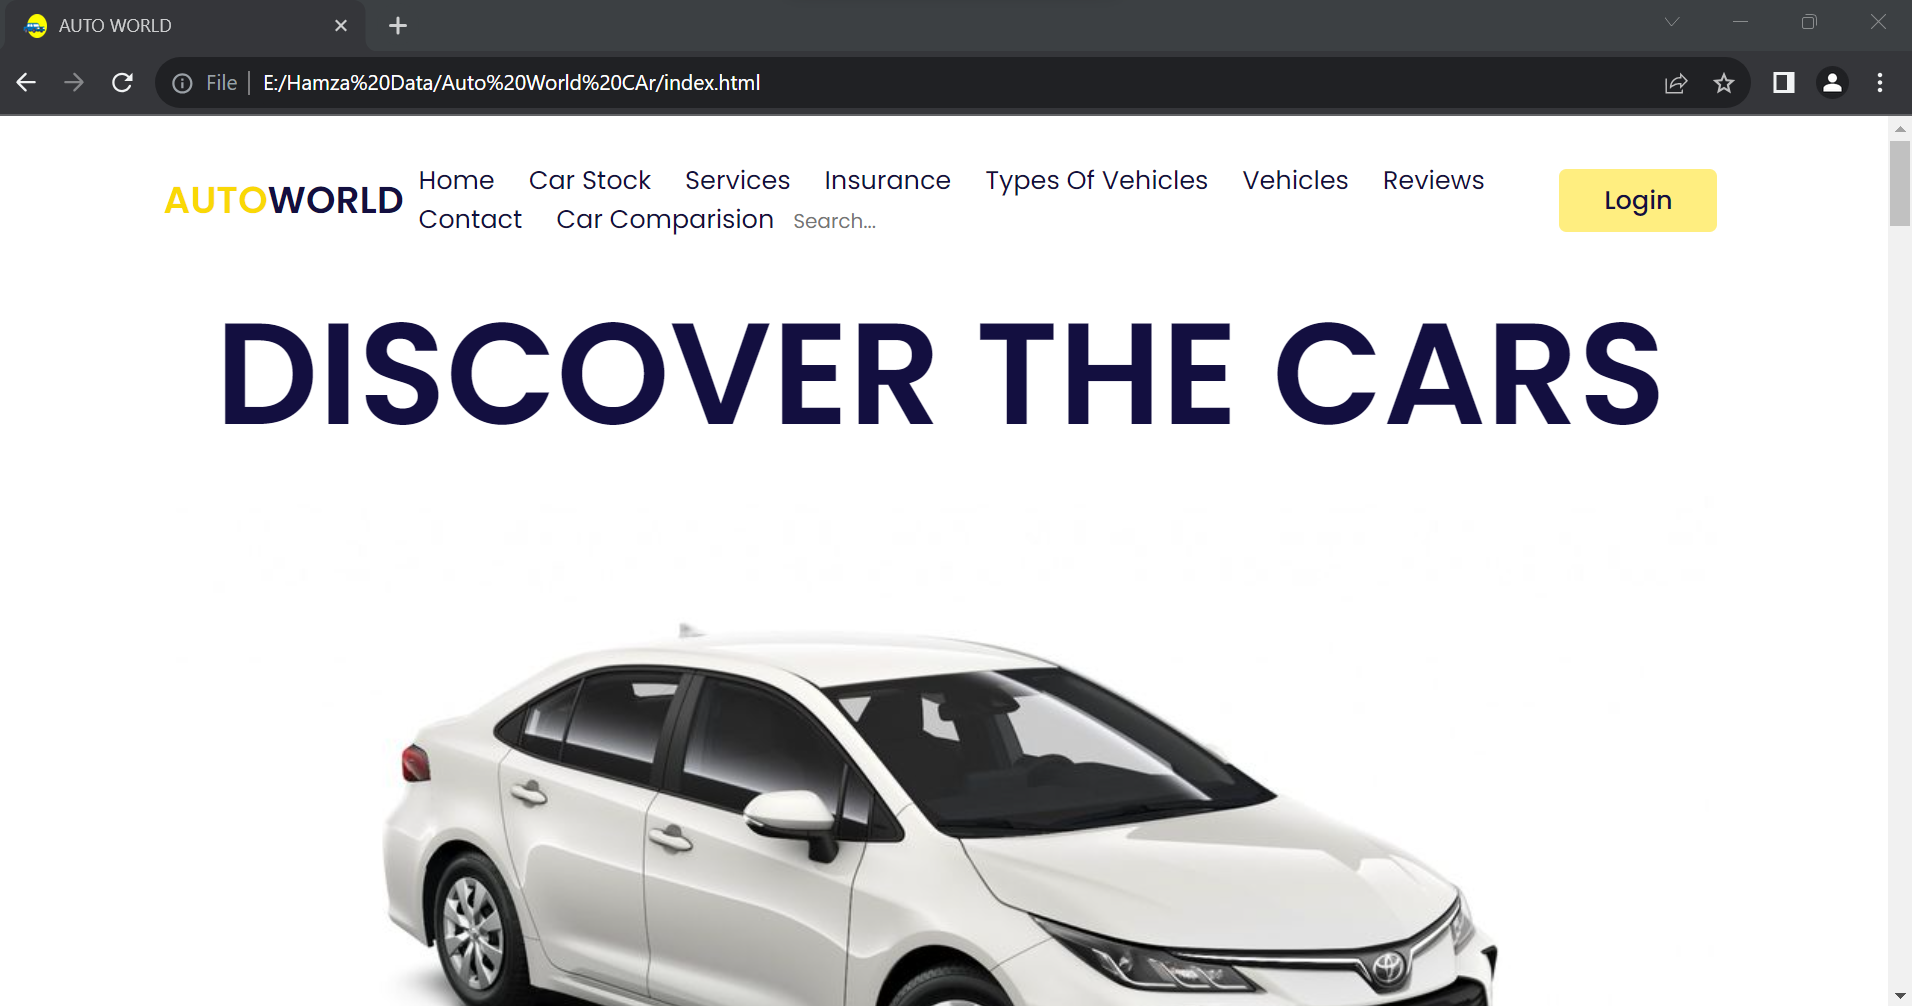 AUTO WORLD
File E:/Hamza%20Data/Auto%20World%20CAr/index.html
AUTOWORLD
Home Car Stock Services Insurance Types Of Vehicles Vehicles Reviews
Contact Car Comparision Search...
Login
DISCOVER THE CARS